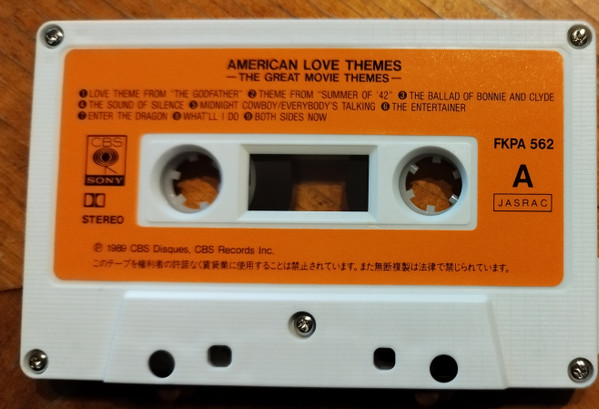 AMERICAN LOVE THEMES
—THE GREAT MOVIE THEMES—
❶LOVE THEME FROM "THE GODFATHER" ❷THEME FROM "SUMMER OF '42" ❸THE BALLAD OF BONNIE AND CLYDE
❹THE SOUND OF SILENCE ❺MIDNIGHT COWBOY/EVERYBODY'S TALKING ❻THE ENTERTAINER
❼ENTER THE DRAGON ❽WHAT'LL I DO ❾BOTH SIDES NOW
CBS
SONY
STEREO
FKPA 562
A
JASRAC
Ⓟ 1989 CBS Disques, CBS Records Inc.
このテープを権利者の許諾なく賃貸業に使用することは禁止されています。また無断複製は法律で禁じられています。